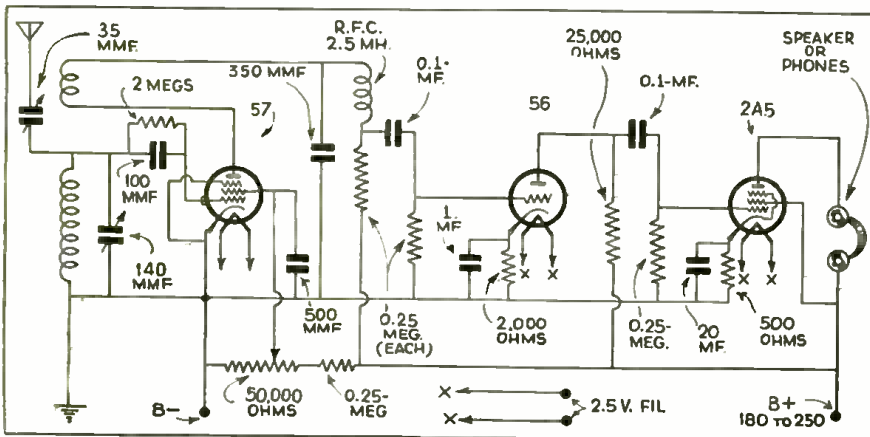 35
MMF.
2 MEGS
57
R.F.C.
2.5 MH.
350 MMF
0.1-
MF.
56
25,000
OHMS
0.1-MF.
2A5
SPEAKER
OR
PHONES
100
MMF
140
MMF
500
MMF
0.25
MEG.
(EACH)
1.
MF
2,000
OHMS
0.25-
MEG.
20
MF.
500
OHMS
B-
50,000
OHMS
0.25-
MEG
X
X
X
X
X
X
2.5 V. FIL
B+
180 TO 250